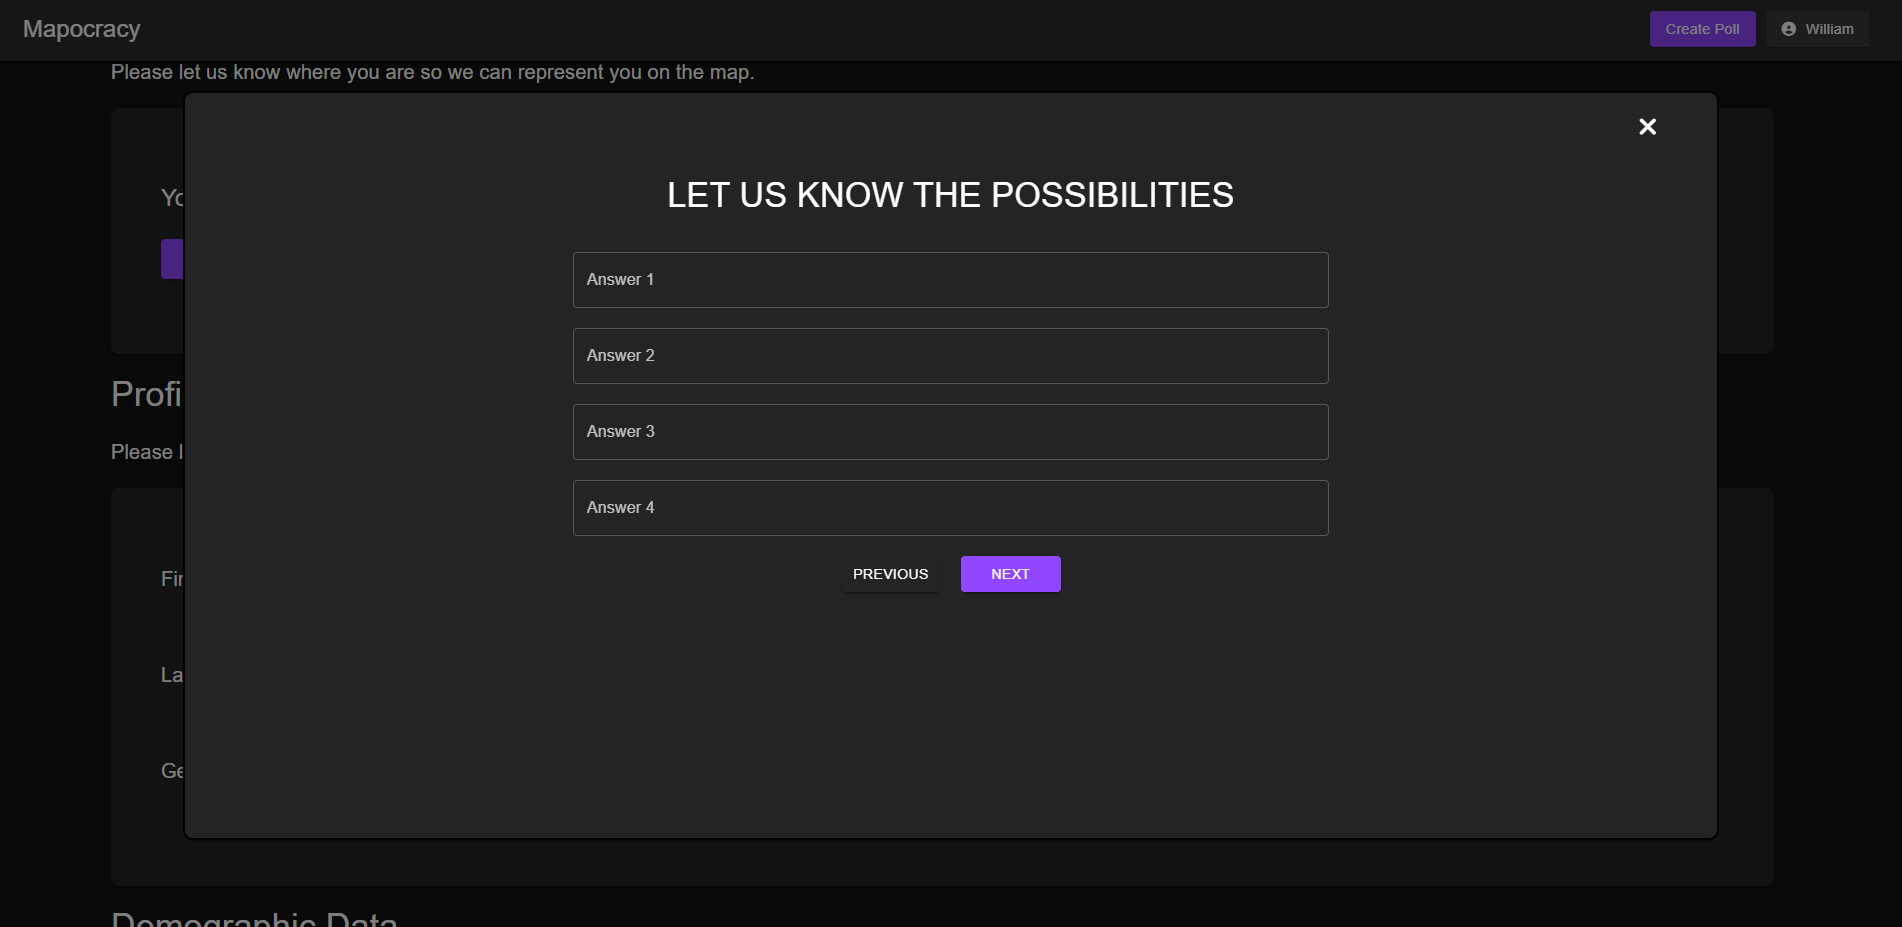 Mapocracy
Create Poll
William
Please let us know where you are so we can represent you on the map.
LET US KNOW THE POSSIBILITIES
Answer 1
Answer 2
Answer 3
Answer 4
PREVIOUS
NEXT
Yo
Profi
Please l
Fir
La
Ge
Demographic Data